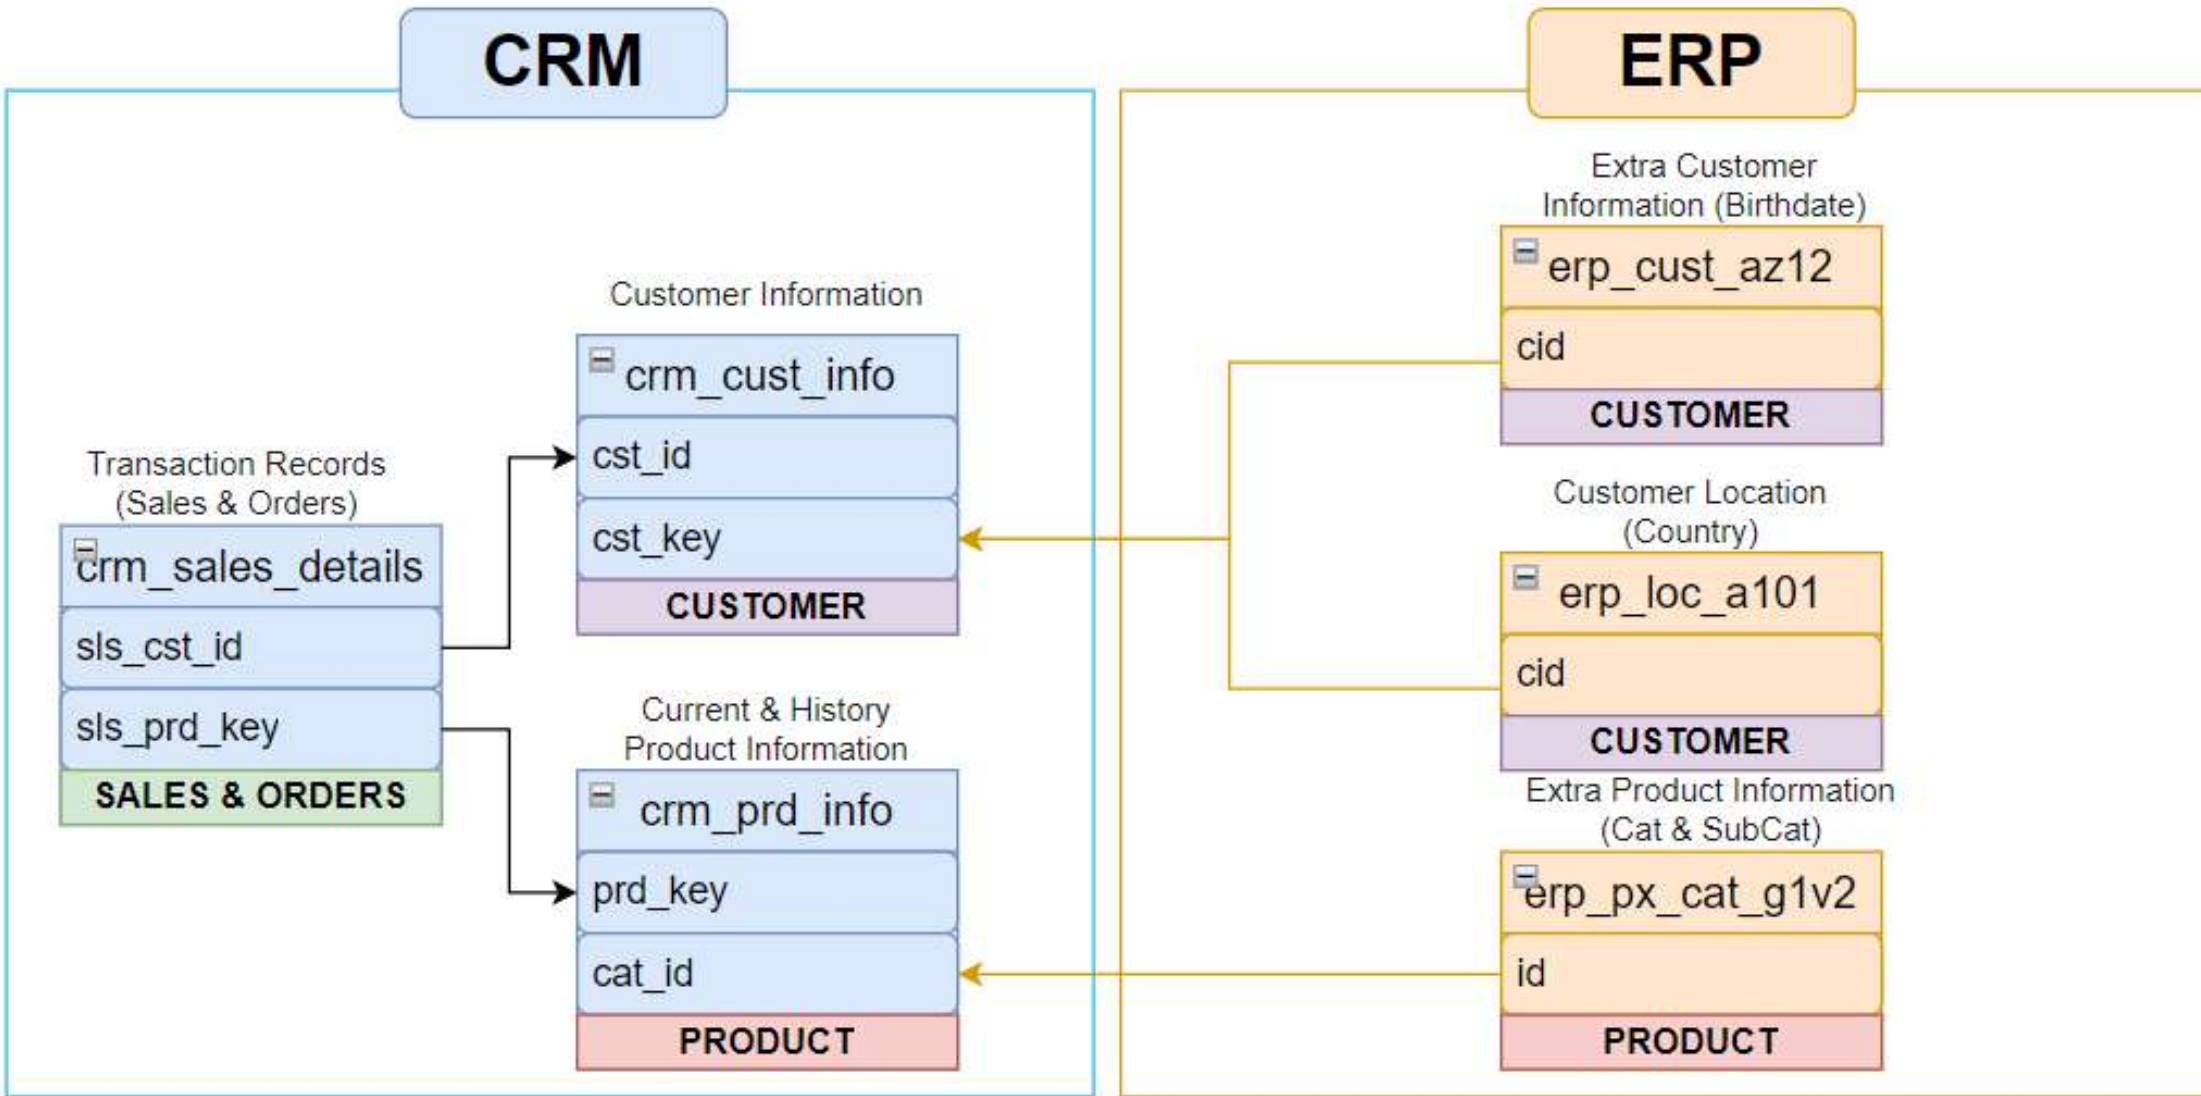 CRM
Transaction Records
(Sales & Orders)
crm_sales_details
sls_cst_id
sls_prd_key
SALES & ORDERS
Customer Information
crm_cust_info
cst_id
cst_key
CUSTOMER
Current & History
Product Information
crm_prd_info
prd_key
cat_id
PRODUCT
ERP
Extra Customer
Information (Birthdate)
erp_cust_az12
cid
CUSTOMER
Customer Location
(Country)
erp_loc_a101
cid
CUSTOMER
Extra Product Information
(Cat & SubCat)
erp_px_cat_g1v2
id
PRODUCT